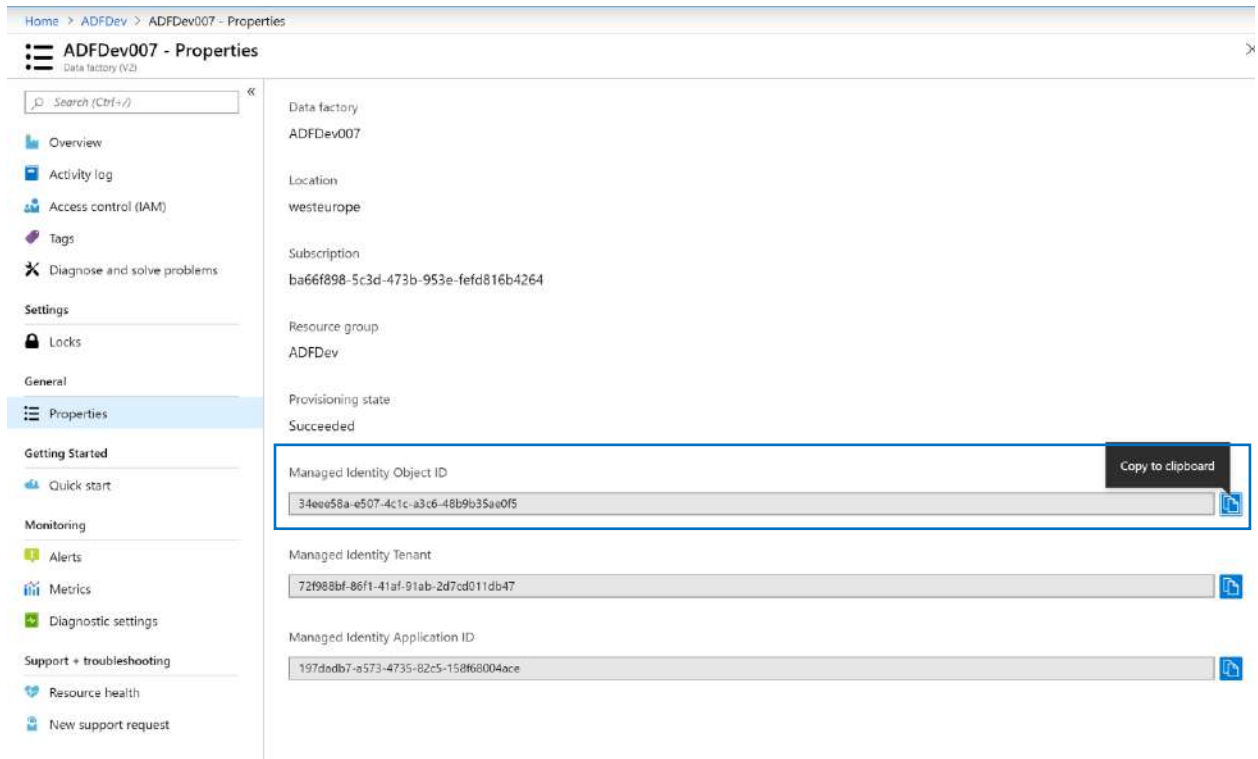 Home > ADFDev > ADFDev007 - Properties
ADFDev007 - Properties
Data factory (V2)
Search (Ctrl+/)
Overview
Activity log
Access control (IAM)
Tags
Diagnose and solve problems
Settings
Locks
General
Properties
Getting Started
Quick start
Monitoring
Alerts
Metrics
Diagnostic settings
Support + troubleshooting
Resource health
New support request
Data factory
ADFDev007
Location
westeurope
Subscription
ba66f898-5c3d-473b-953e-fefd816b4264
Resource group
ADFDev
Provisioning state
Succeeded
Managed Identity Object ID
Copy to clipboard
34eee58a-e507-4c1c-a3c6-48b9b35ae0f5
Managed Identity Tenant
72f988bf-86f1-41af-91ab-2d7cd011db47
Managed Identity Application ID
197dadb7-a573-4735-82c5-158f68004ace